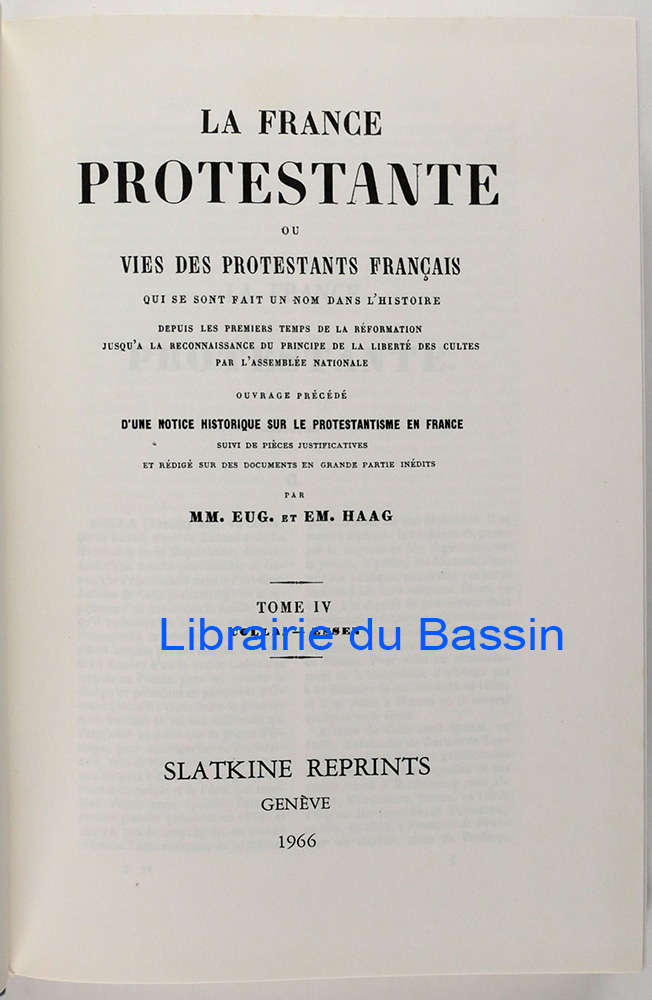 LA FRANCE
PROTESTANTE
OU
VIES DES PROTESTANTS FRANÇAIS
QUI SE SONT FAIT UN NOM DANS L'HISTOIRE
DEPUIS LES PREMIERS TEMPS DE LA RÉFORMATION
JUSQU'A LA RECONNAISSANCE DU PRINCIPE DE LA LIBERTÉ DES CULTES
PAR L'ASSEMBLÉE NATIONALE
OUVRAGE PRÉCÉDÉ
D'UNE NOTICE HISTORIQUE SUR LE PROTESTANTISME EN FRANCE
SUIVI DE PIÈCES JUSTIFICATIVES
ET RÉDIGÉ SUR DES DOCUMENTS EN GRANDE PARTIE INÉDITS
PAR
MM. EUG. ET EM. HAAG
TOME IV
Librairie du Bassin
SLATKINE REPRINTS
GENÈVE
1966